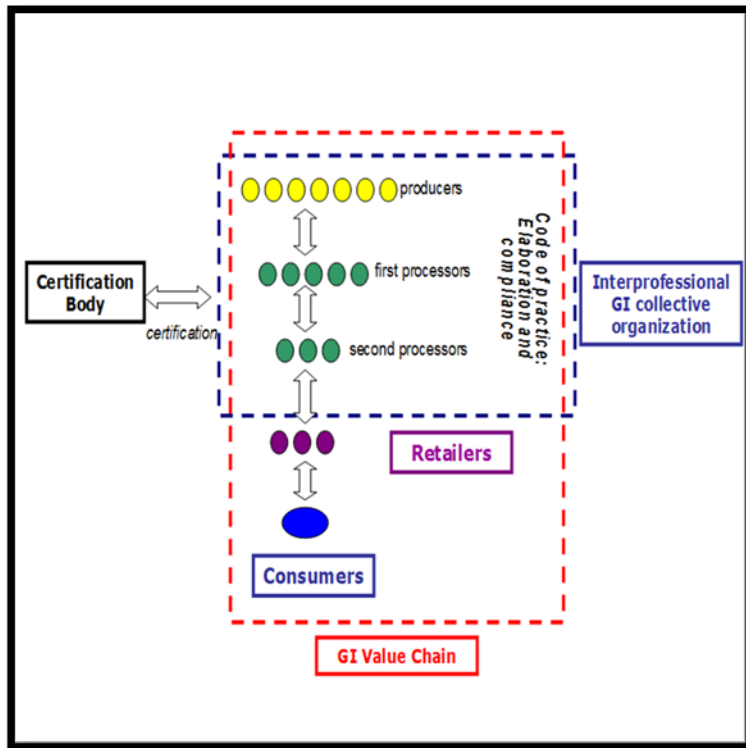 producers
Code of practice:
Elaboration and
compliance
first processors
Certification
Body
certification
Interprofessional
GI collective
organization
second processors
Retailers
Consumers
GI Value Chain